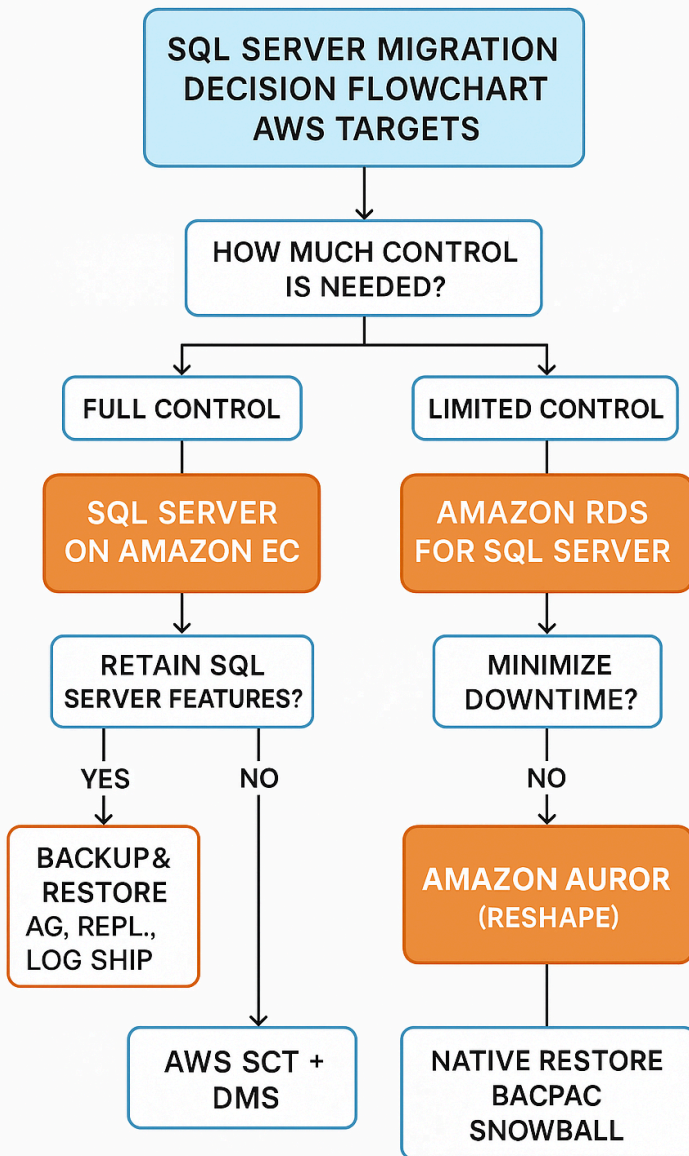 SQL SERVER MIGRATION
DECISION FLOWCHART
AWS TARGETS
HOW MUCH CONTROL
IS NEEDED?
FULL CONTROL
LIMITED CONTROL
SQL SERVER
ON AMAZON EC
AMAZON RDS
FOR SQL SERVER
RETAIN SQL
SERVER FEATURES?
MINIMIZE
DOWNTIME?
YES
NO
NO
BACKUP&
RESTORE
AG, REPL.,
LOG SHIP
AMAZON AUROR
(RESHAPE)
AWS SCT +
DMS
NATIVE RESTORE
BACPAC
SNOWBALL